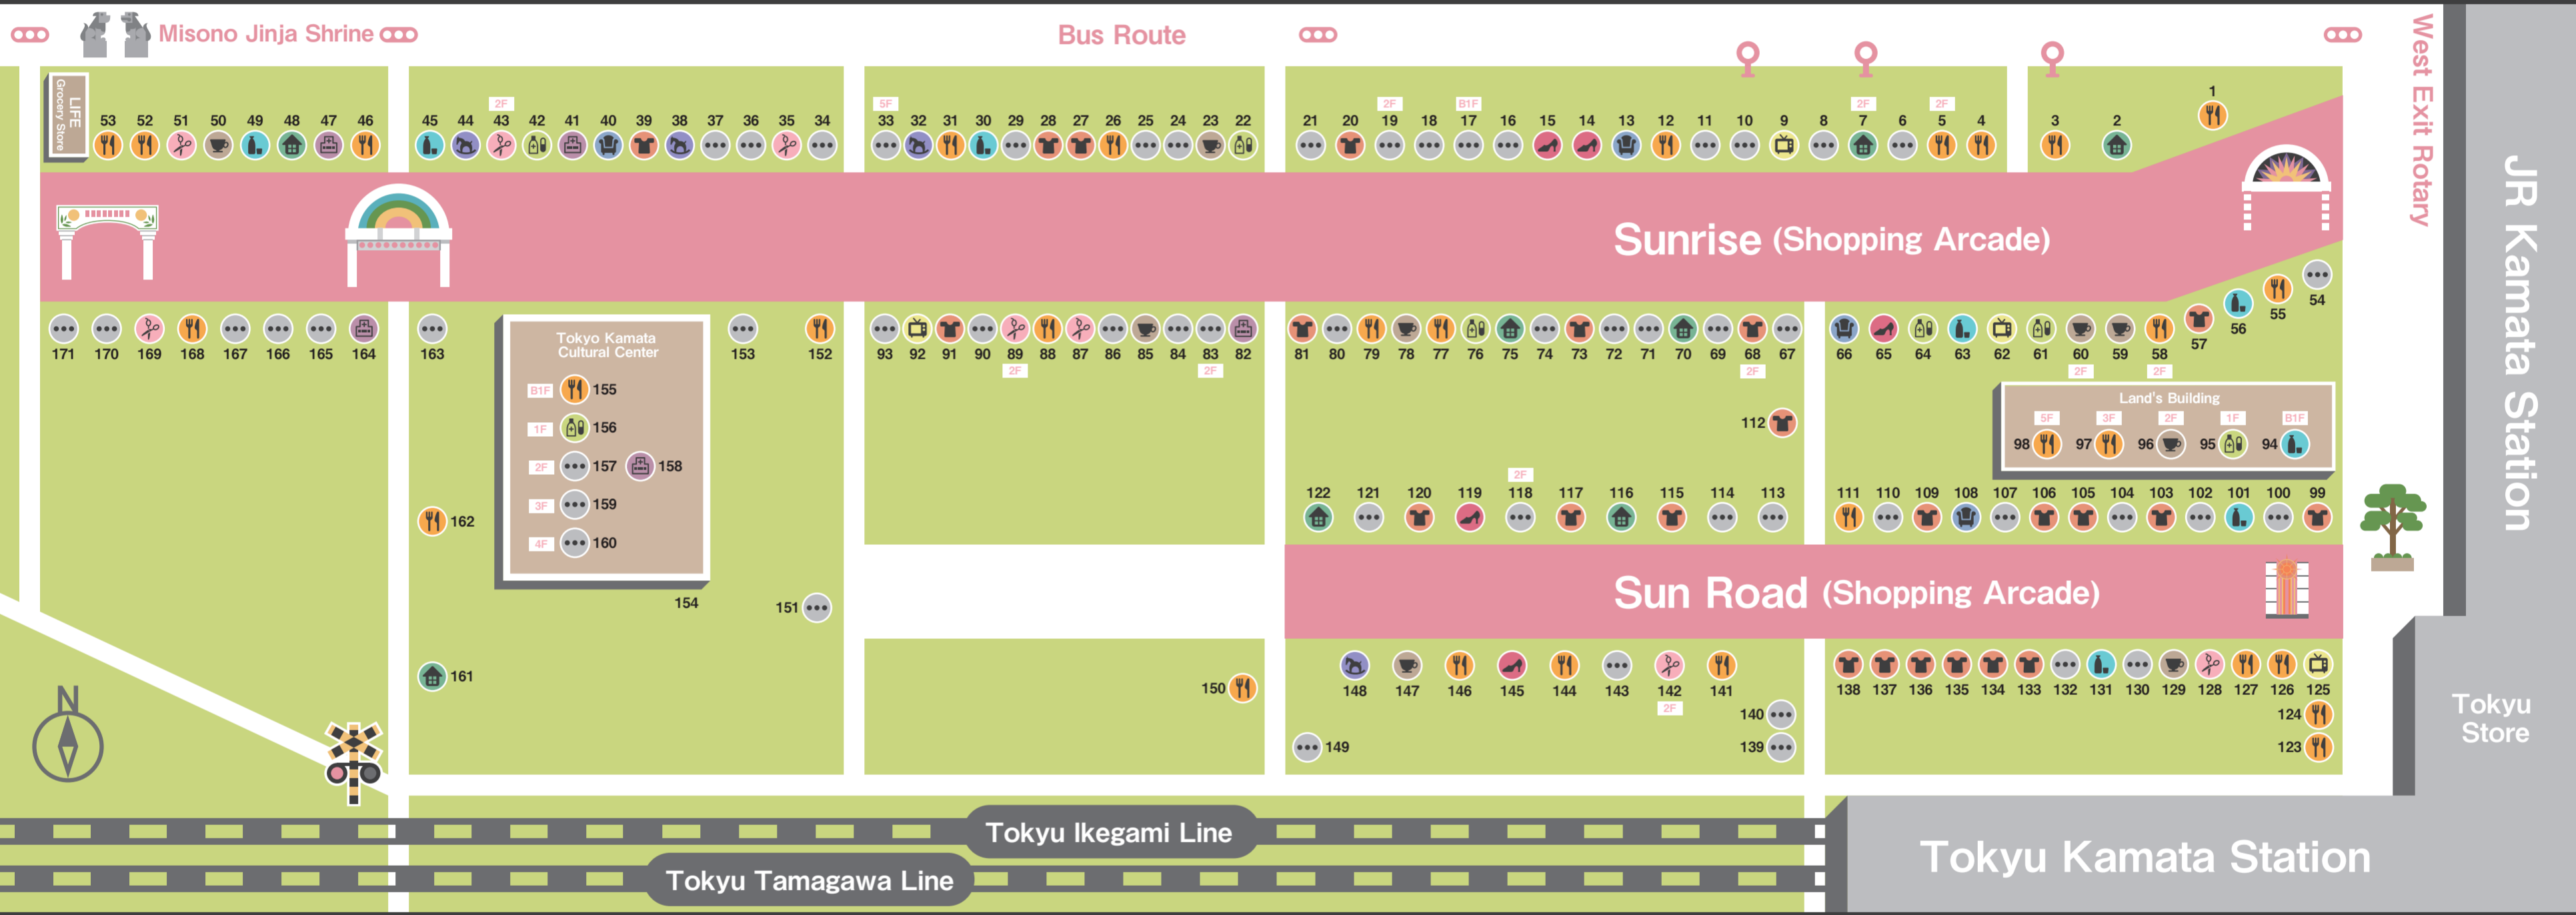 Misono Jinja Shrine
Bus Route
West Exit Rotary
JR Kamata Station
LIFE
Grocery Store
2F 5F 2F B1F 2F 2F
1
53 52 51 50 49 48 47 46 45 44 43 42 41 40 39 38 37 36 35 34 33 32 31 30 29 28 27 26 25 24 23 22 21 20 19 18 17 16 15 14 13 12 11 10 9 8 7 6 5 4 3 2
Sunrise (Shopping Arcade)
54
55
56
57
171 170 169 168 167 166 165 164 163 153 152 93 92 91 90 89 88 87 86 85 84 83 82 81 80 79 78 77 76 75 74 73 72 71 70 69 68 67 66 65 64 63 62 61 60 59 58
2F 2F 2F 2F 2F
Tokyo Kamata
Cultural Center
B1F 155
1F 156
2F 157 158
3F 159
4F 160
154
162
161
151
Land's Building
5F 3F 2F 1F B1F
98 97 96 95 94
112
2F
122 121 120 119 118 117 116 115 114 113 111 110 109 108 107 106 105 104 103 102 101 100 99
Sun Road (Shopping Arcade)
148 147 146 145 144 143 142 141 138 137 136 135 134 133 132 131 130 129 128 127 126 125
2F
150
140
124
149
139
123
N
Tokyu
Store
Tokyu Ikegami Line
Tokyu Tamagawa Line
Tokyu Kamata Station